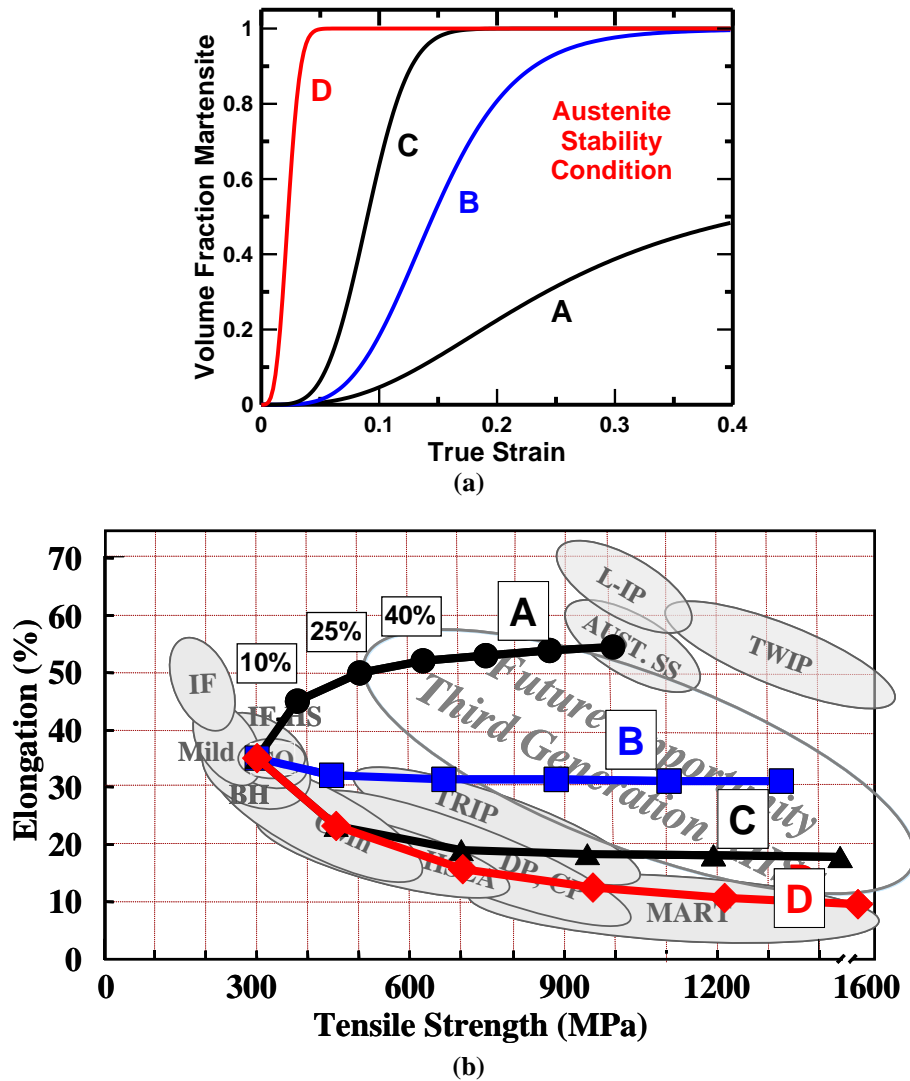 Volume Fraction Martensite
1
0.8
0.6
0.4
0.2
0
D
C
B
A
Austenite
Stability
Condition
0
0.1
0.2
0.3
0.4
True Strain
(a)
Elongation (%)
70
60
50
40
30
20
10
0
10%
25%
40%
A
B
C
D
L-IP
AUST. SS
TWIP
IF
IF-HS
Mild
BH
TRIP
HSLA
DP, CP
MART
Future Opportunity
Third Generation
0
300
600
900
1200
1600
Tensile Strength (MPa)
(b)